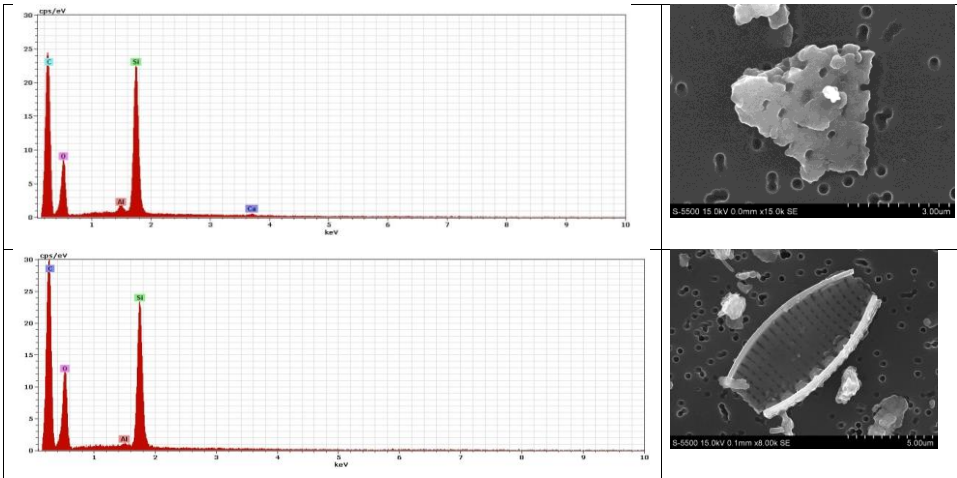 cps/eV
30
25
20
15
10
5
0
C
O
Al
Si
Ca
1 2 3 4 5 6 7 8 9 10
keV
S-5500 15.0kV 0.0mm x15.0k SE 3.00um
cps/eV
30
25
20
15
10
5
0
C
O
Al
Si
1 2 3 4 5 6 7 8 9 10
keV
S-5500 15.0kV 0.1mm x8.00k SE 5.00um